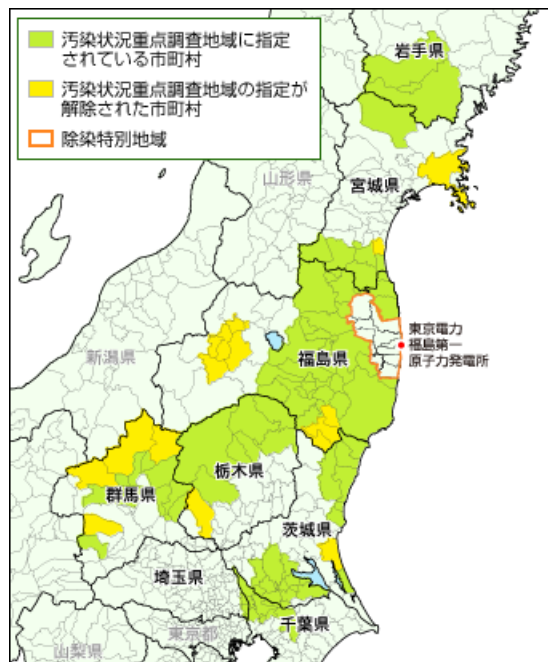 汚染状況重点調査地域に指定
されている市町村
汚染状況重点調査地域の指定が
解除された市町村
除染特別地域
岩手県
山形県
宮城県
東京電力
福島第一
原子力発電所
新潟県
福島県
栃木県
群馬県
茨城県
埼玉県
千葉県
東京都
山梨県